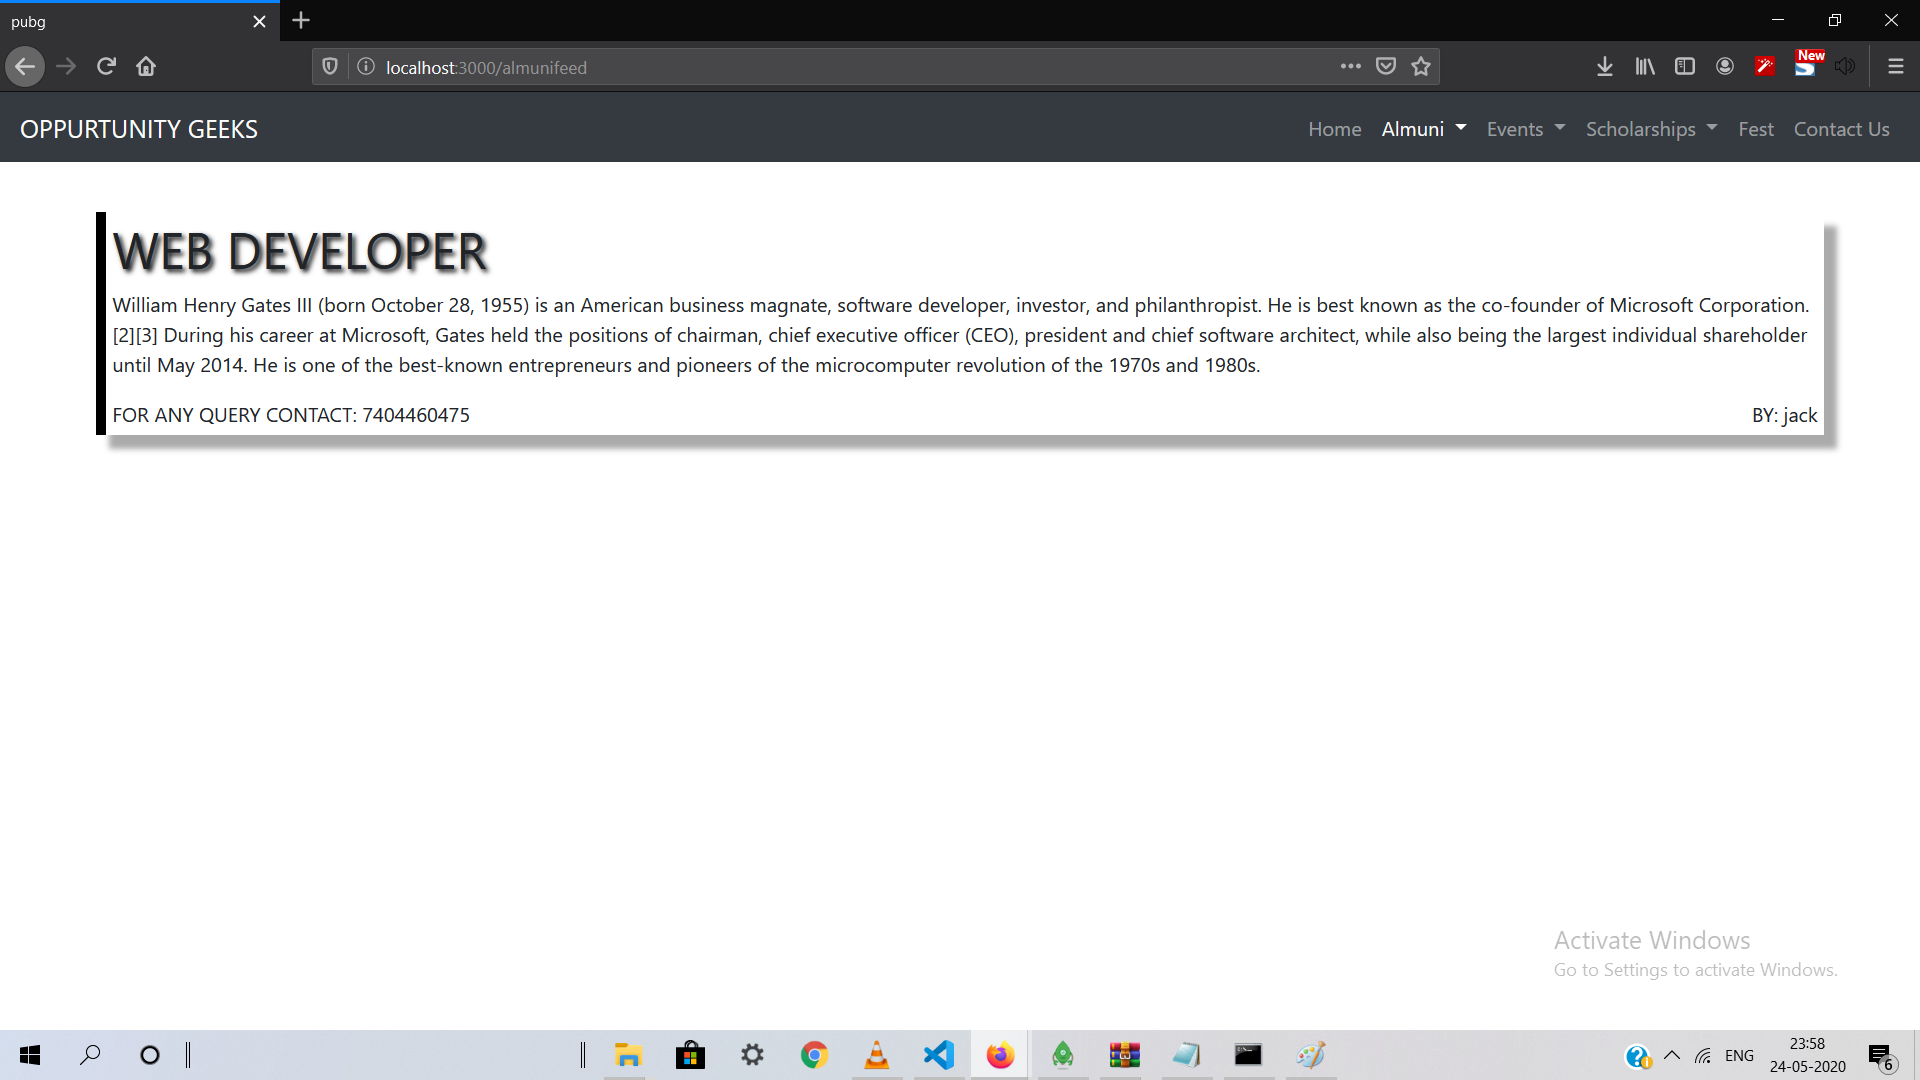 pubg
localhost:3000/almunifeed
New
OPPURTUNITY GEEKS
Home Almuni Events Scholarships Fest Contact Us
WEB DEVELOPER
William Henry Gates III (born October 28, 1955) is an American business magnate, software developer, investor, and philanthropist. He is best known as the co-founder of Microsoft Corporation.
[2][3] During his career at Microsoft, Gates held the positions of chairman, chief executive officer (CEO), president and chief software architect, while also being the largest individual shareholder
until May 2014. He is one of the best-known entrepreneurs and pioneers of the microcomputer revolution of the 1970s and 1980s.
FOR ANY QUERY CONTACT: 7404460475 BY: jack
Activate Windows
Go to Settings to activate Windows.
ENG
23:58
24-05-2020
6